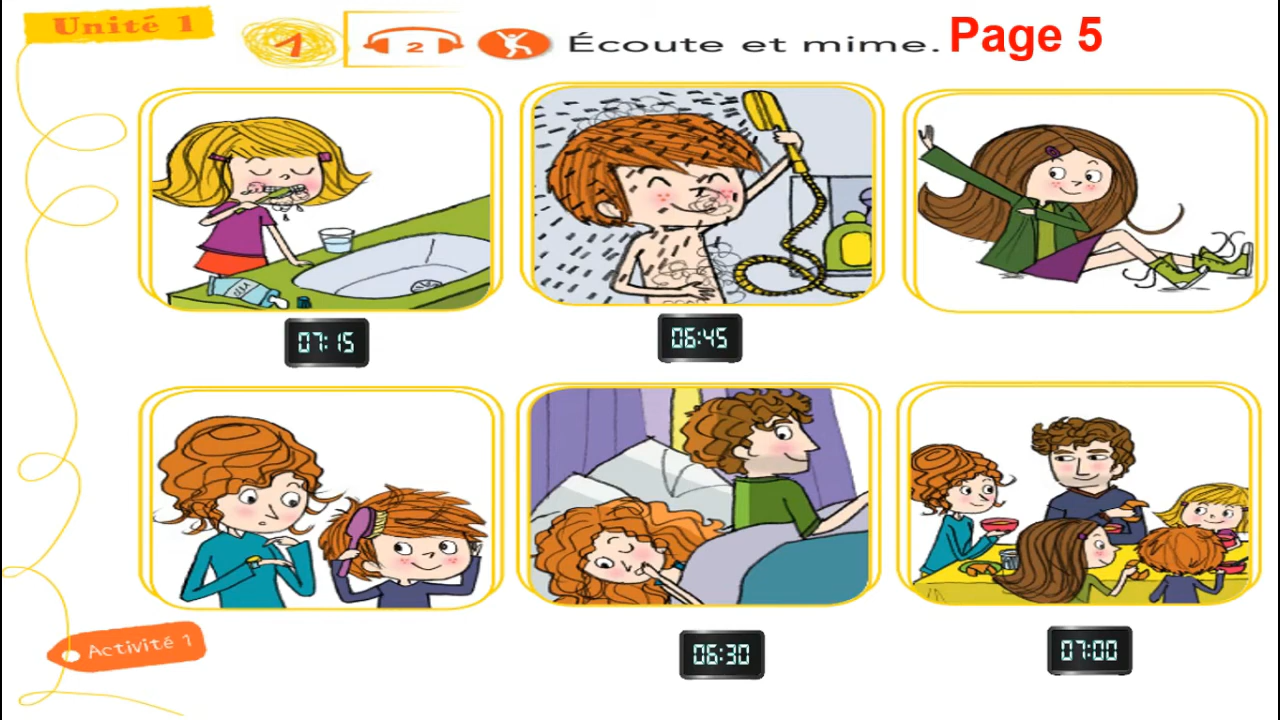 Unité 1
1 2 Écoute et mime. Page 5
07:15
06:45
06:30
07:00
Activité 1